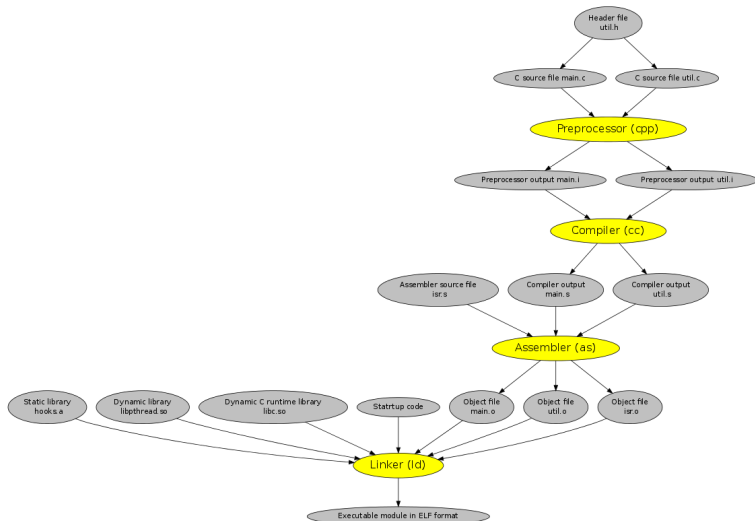 Header file
util.h
C source file main.c
C source file util.c
Preprocessor (cpp)
Preprocessor output main.i
Preprocessor output util.i
Compiler (cc)
Assembler source file
isr.s
Compiler output
main.s
Compiler output
util.s
Assembler (as)
Static library
hooks.a
Dynamic library
libpthread.so
Dynamic C runtime library
libc.so
Statrtup code
Object file
main.o
Object file
util.o
Object file
isr.o
Linker (ld)
Executable module in ELF format